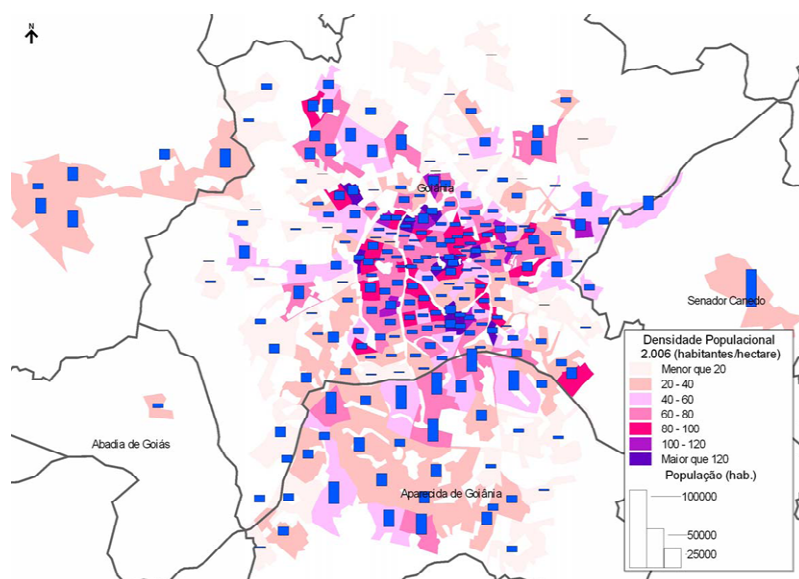 N
Goiânia
Senador Canedo
Abadia de Goiás
Aparecida de Goiânia
Densidade Populacional
2.006 (habitantes/hectare)
Menor que 20
20 - 40
40 - 60
60 - 80
80 - 100
100 - 120
Maior que 120
População (hab.)
100000
50000
25000